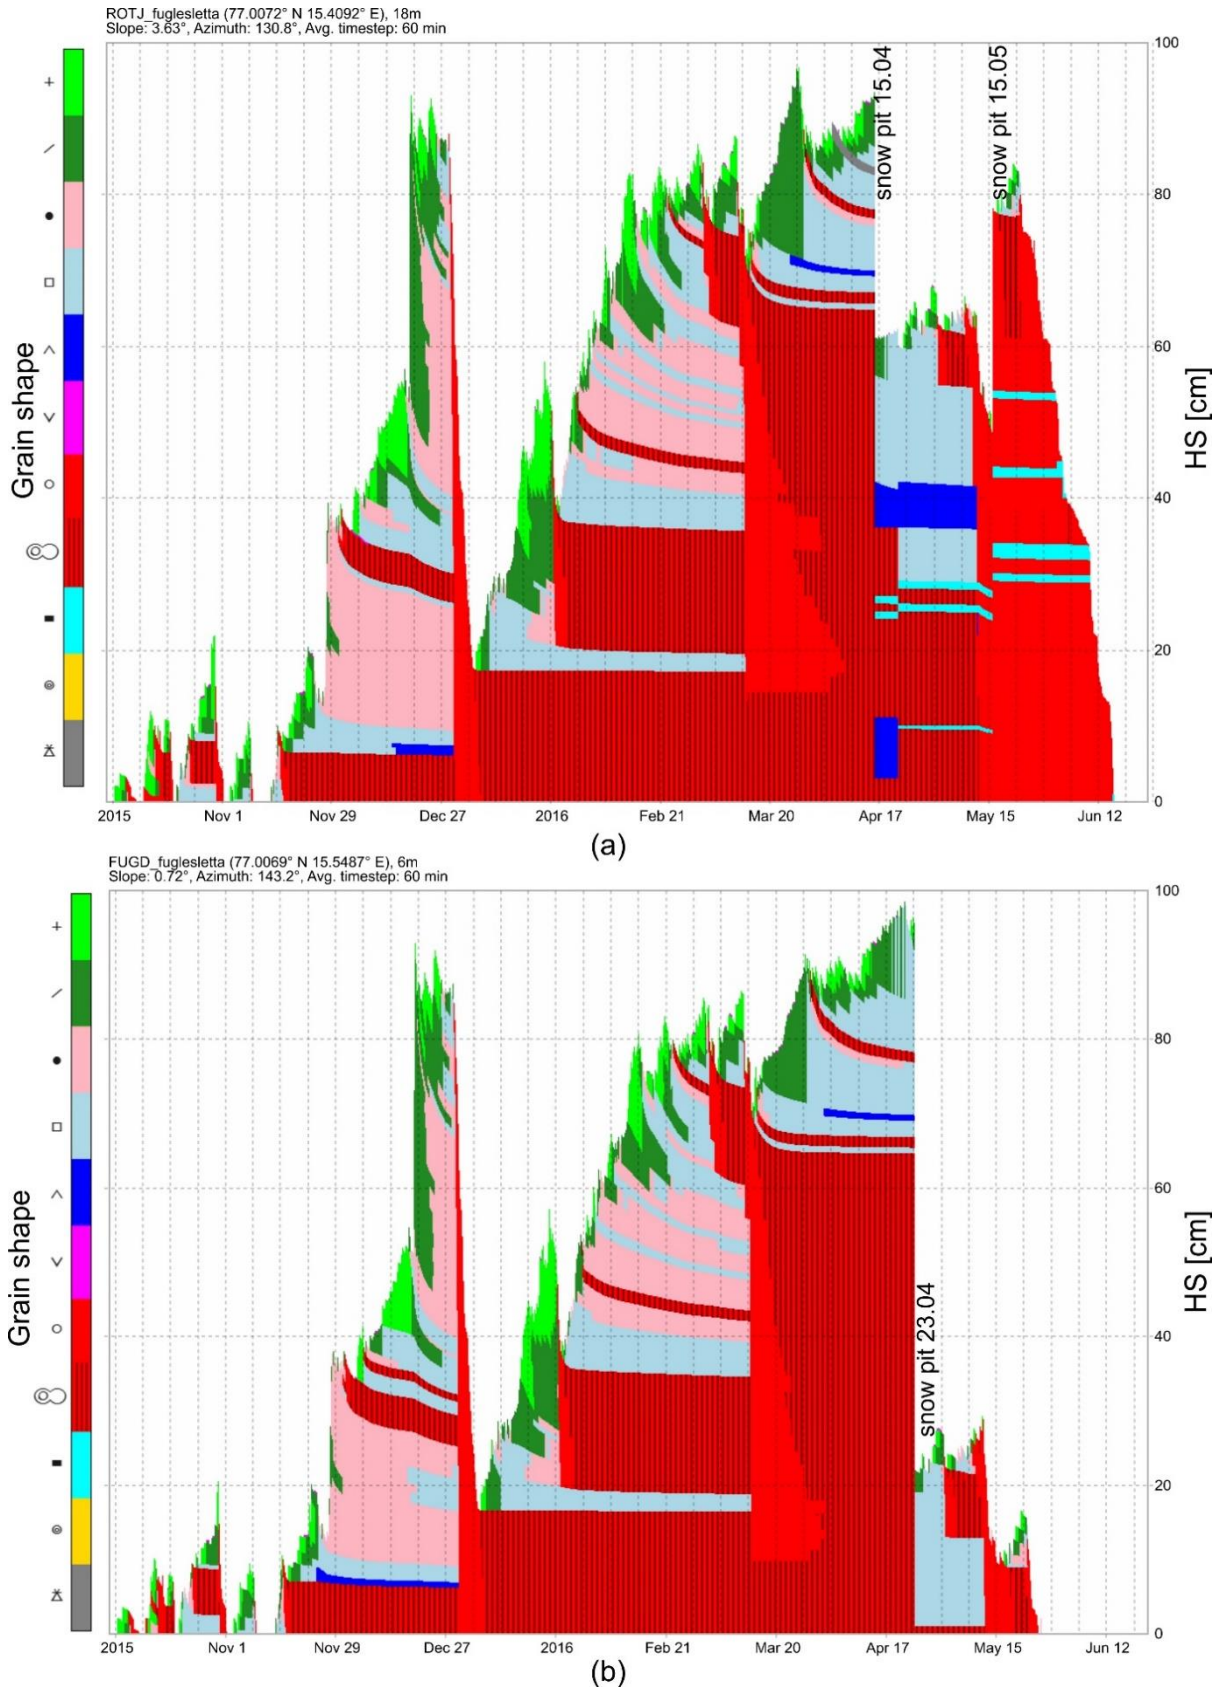 ROTJ_fuglesletta (77.0072° N 15.4092° E), 18m
Slope: 3.63°, Azimuth: 130.8°, Avg. timestep: 60 min
Grain shape
snow pit 15.04
snow pit 15.05
100
80
60
40
20
0
HS [cm]
2015 Nov 1 Nov 29 Dec 27 2016 Feb 21 Mar 20 Apr 17 May 15 Jun 12
(a)
FUGD_fuglesletta (77.0069° N 15.5487° E), 6m
Slope: 0.72°, Azimuth: 143.2°, Avg. timestep: 60 min
Grain shape
snow pit 23.04
100
80
60
40
20
0
HS [cm]
2015 Nov 1 Nov 29 Dec 27 2016 Feb 21 Mar 20 Apr 17 May 15 Jun 12
(b)